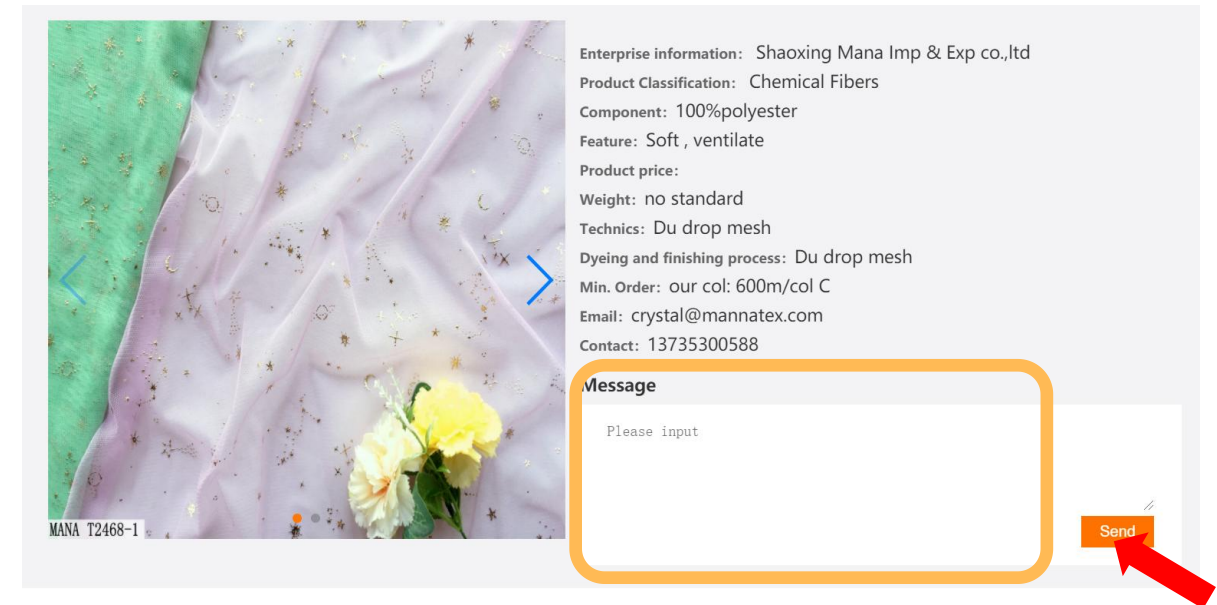 Enterprise information: Shaoxing Mana Imp & Exp co.,ltd
Product Classification: Chemical Fibers
Component: 100%polyester
Feature: Soft , ventilate
Product price:
Weight: no standard
Technics: Du drop mesh
Dyeing and finishing process: Du drop mesh
Min. Order: our col: 600m/col C
Email: crystal@mannatex.com
Contact: 13735300588
Message
Please input
Send
MANA T2468-1